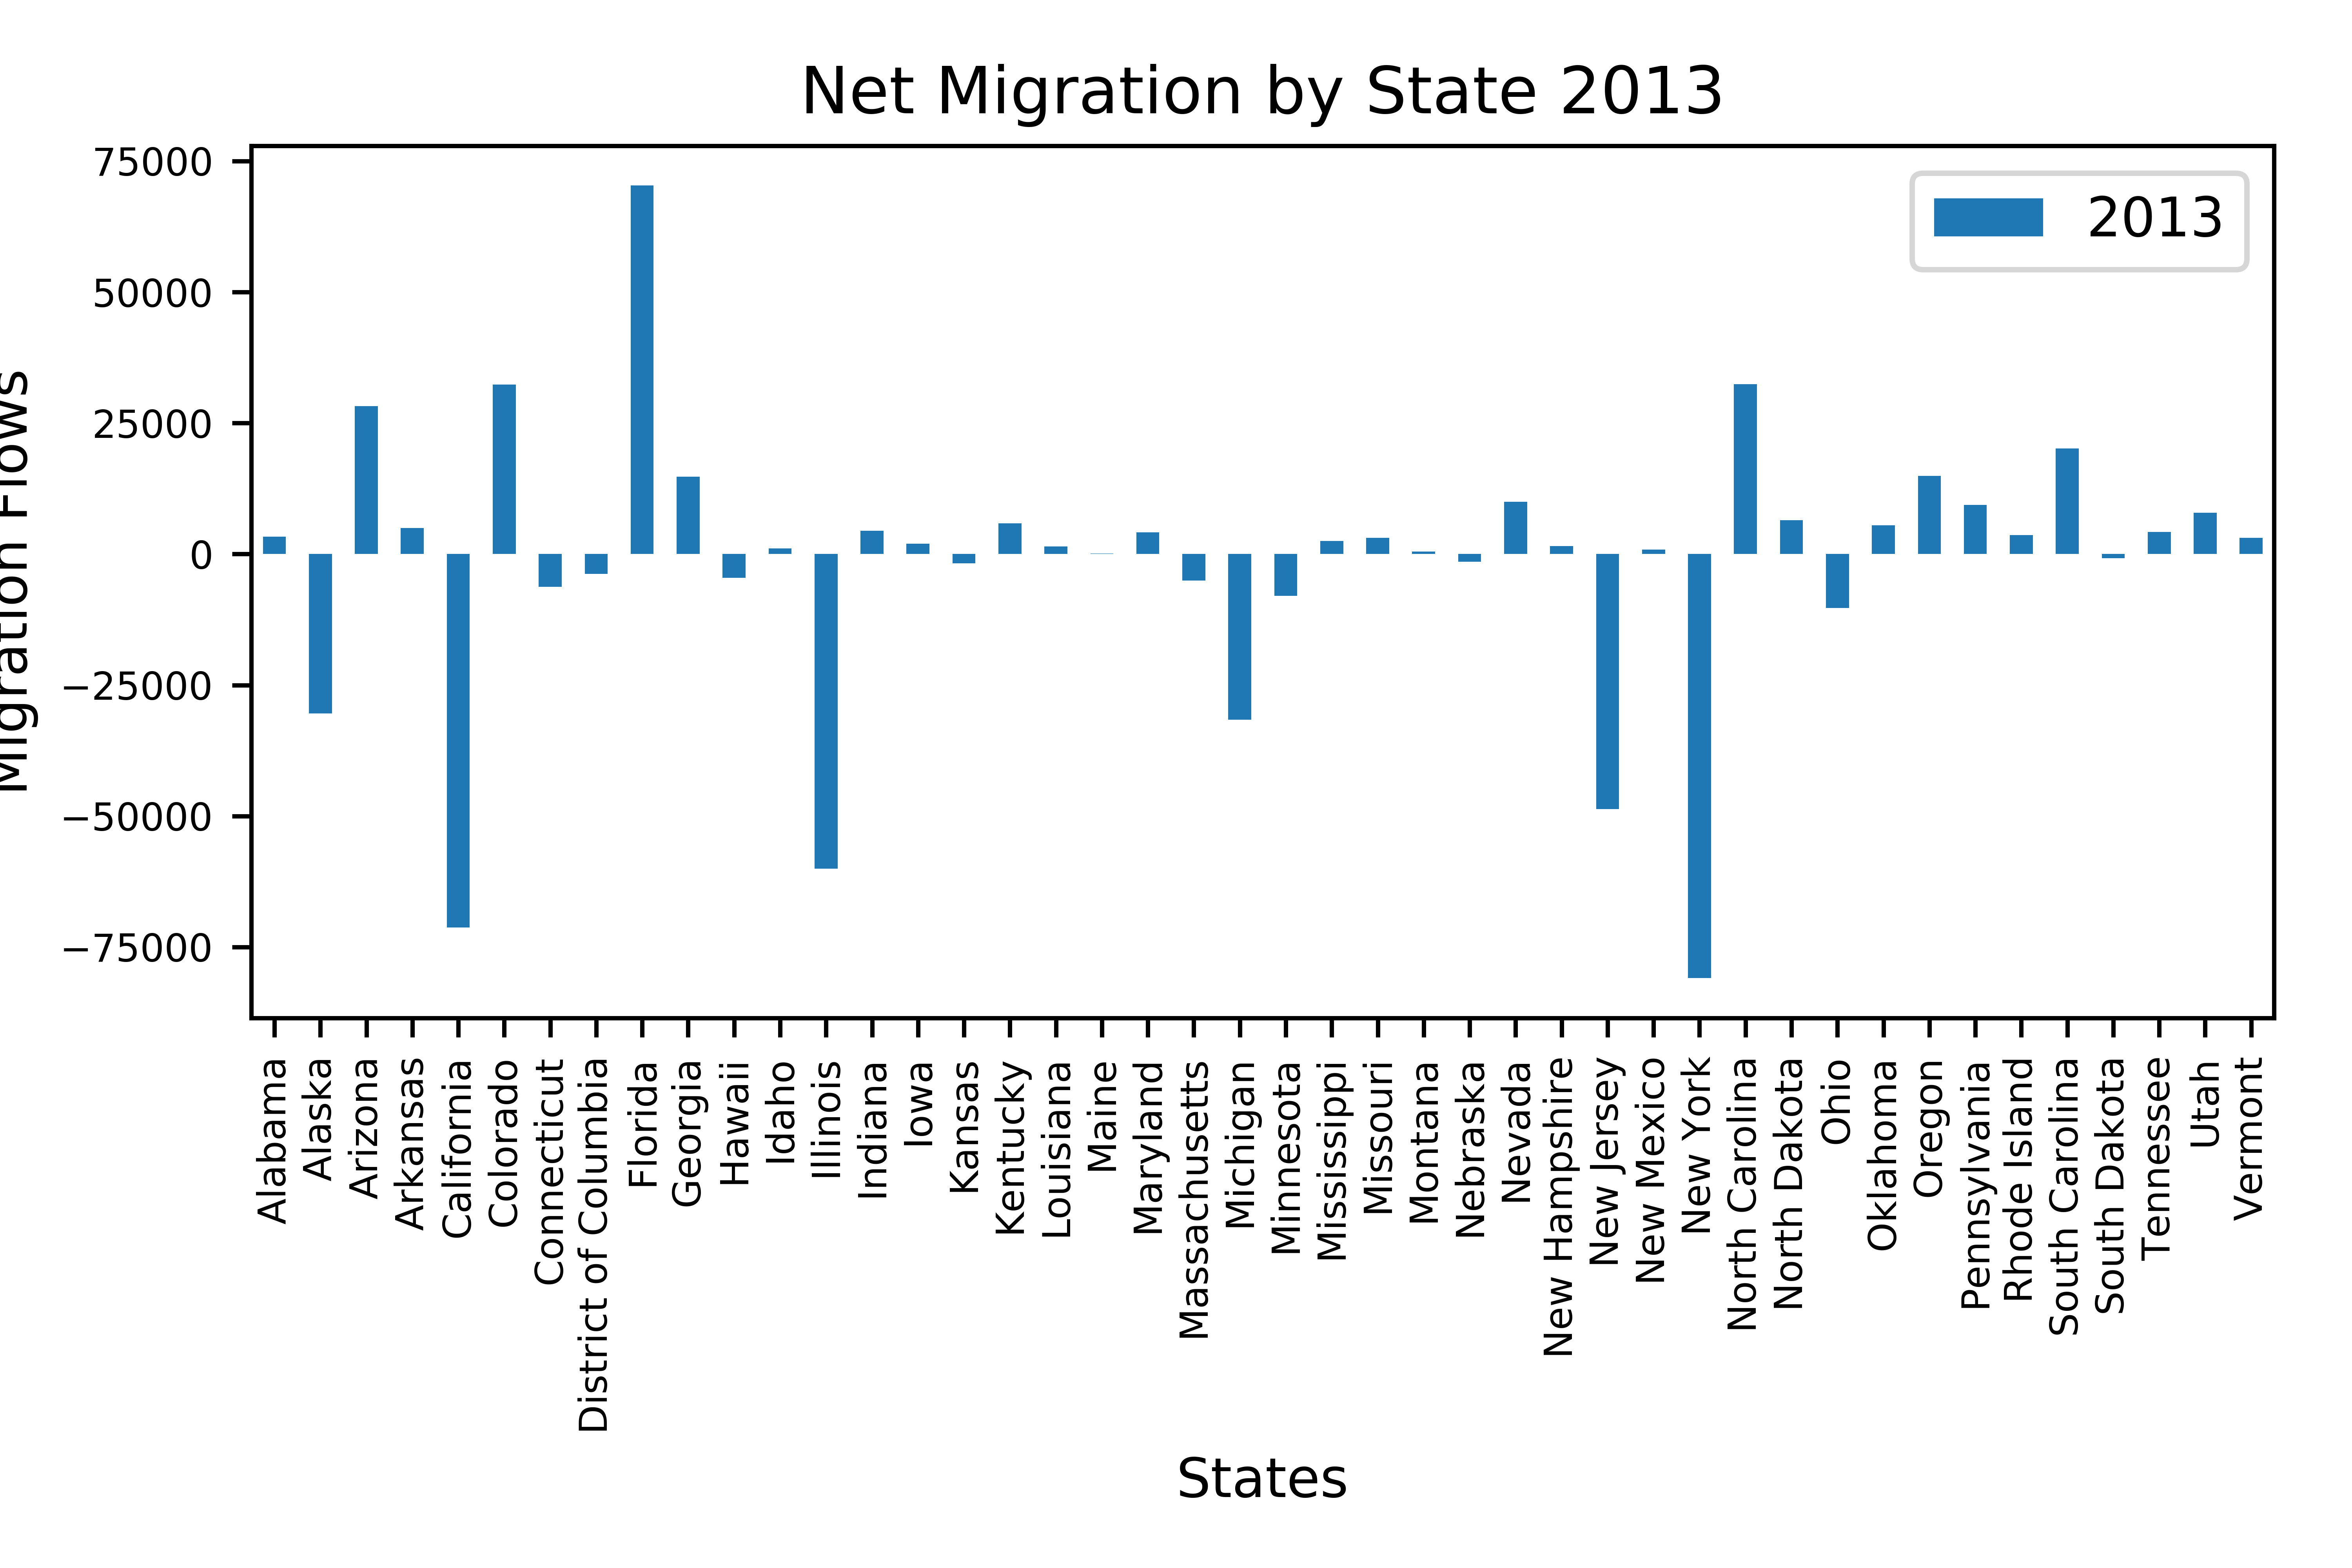 Net Migration by State 2013
75000
50000
25000
0
−25000
−50000
−75000
Migration Flows
2013
Alabama
Alaska
Arizona
Arkansas
California
Colorado
Connecticut
District of Columbia
Florida
Georgia
Hawaii
Idaho
Illinois
Indiana
Iowa
Kansas
Kentucky
Louisiana
Maine
Maryland
Massachusetts
Michigan
Minnesota
Mississippi
Missouri
Montana
Nebraska
Nevada
New Hampshire
New Jersey
New Mexico
New York
North Carolina
North Dakota
Ohio
Oklahoma
Oregon
Pennsylvania
Rhode Island
South Carolina
South Dakota
Tennessee
Utah
Vermont
States